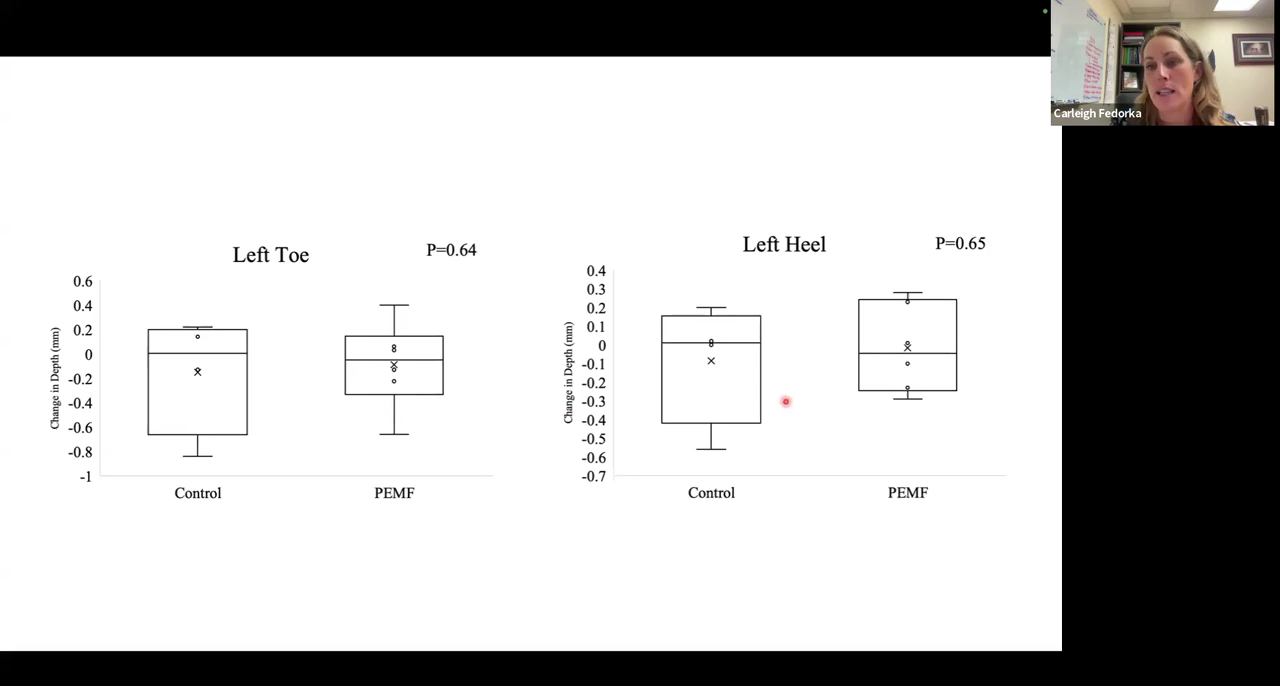 Carleigh Fedorka
Left Toe
P=0.64
Change in Depth (mm)
0.6
0.4
0.2
0
-0.2
-0.4
-0.6
-0.8
-1
Control
PEMF
Left Heel
P=0.65
Change in Depth (mm)
0.4
0.3
0.2
0.1
0
-0.1
-0.2
-0.3
-0.4
-0.5
-0.6
-0.7
Control
PEMF